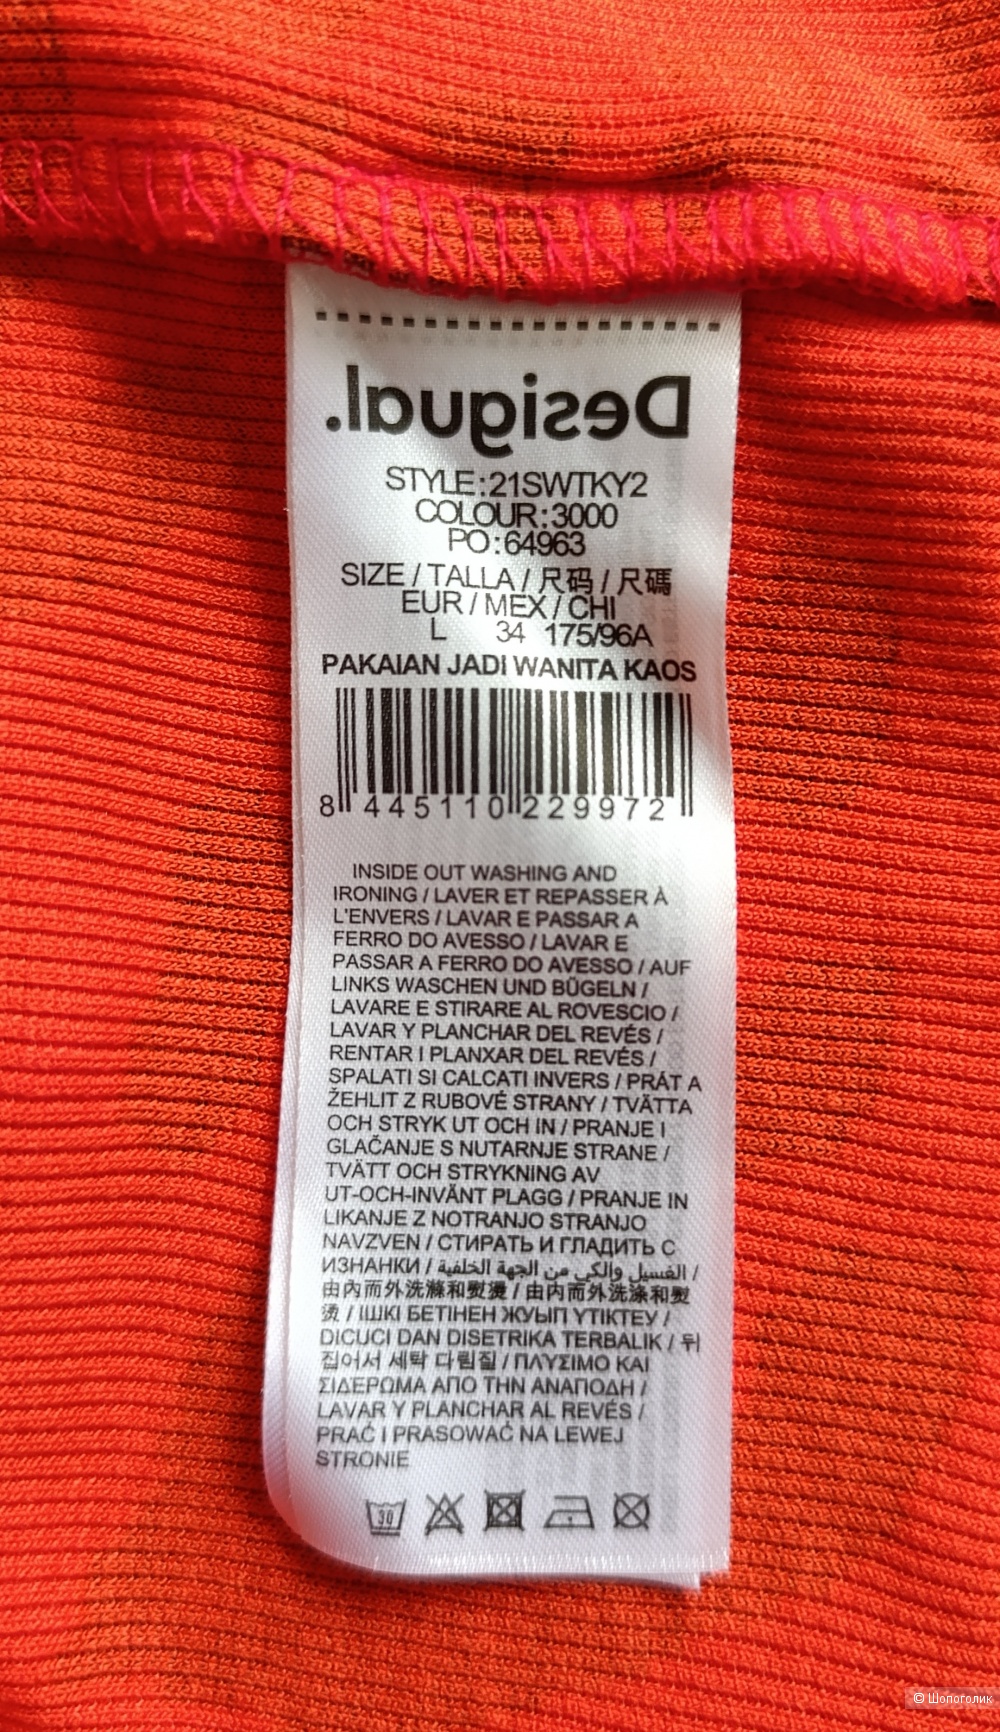 Desigual.
STYLE:21SWTKY2
COLOUR:3000
PO:64963
SIZE / TALLA / 尺码 / 尺碼
EUR / MEX / CHI
L 34 175/96A
PAKAIAN JADI WANITA KAOS
8 445110 229972
INSIDE OUT WASHING AND
IRONING / LAVER ET REPASSER À
L'ENVERS / LAVAR E PASSAR A
FERRO DO AVESSO / LAVAR E
PASSAR A FERRO DO AVESSO / AUF
LINKS WASCHEN UND BÜGELN /
LAVARE E STIRARE AL ROVESCIO /
LAVAR Y PLANCHAR DEL REVÉS /
RENTAR I PLANXAR DEL REVÉS /
SPALATI SI CALCATI INVERS / PRÁT A
ŽEHLIT Z RUBOVÉ STRANY / TVÄTTA
OCH STRYK UT OCH IN / PRANJE I
GLAČANJE S NUTARNJE STRANE /
TVÄTT OCH STRYKNING AV
UT-OCH-INVÄNT PLAGG / PRANJE IN
LIKANJE Z NOTRANJO STRANJO
NAVZVEN / СТИРАТЬ И ГЛАДИТЬ С
ИЗНАНКИ / الغسيل والكي من الجهة الخلفية /
由內而外洗滌和熨燙 / 由内而外洗涤和熨
烫 / ІШКІ БЕТІНЕН ЖУЫП ҮТІКТЕУ /
DICUCI DAN DISETRIKA TERBALIK / 뒤
집어서 세탁 다림질 / ΠΛΥΣΙΜΟ ΚΑΙ
ΣΙΔΕΡΩΜΑ ΑΠΟ ΤΗΝ ΑΝΑΠΟΔΗ /
LAVAR Y PLANCHAR AL REVÉS /
PRAĆ I PRASOWAĆ NA LEWEJ
STRONIE
30
© Шопоголик